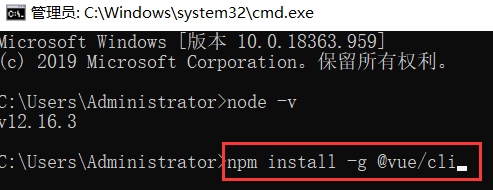 管理员: C:\Windows\system32\cmd.exe
Microsoft Windows [版本 10.0.18363.959]
(c) 2019 Microsoft Corporation。保留所有权利。
C:\Users\Administrator>node -v
v12.16.3
C:\Users\Administrator>npm install -g @vue/cli